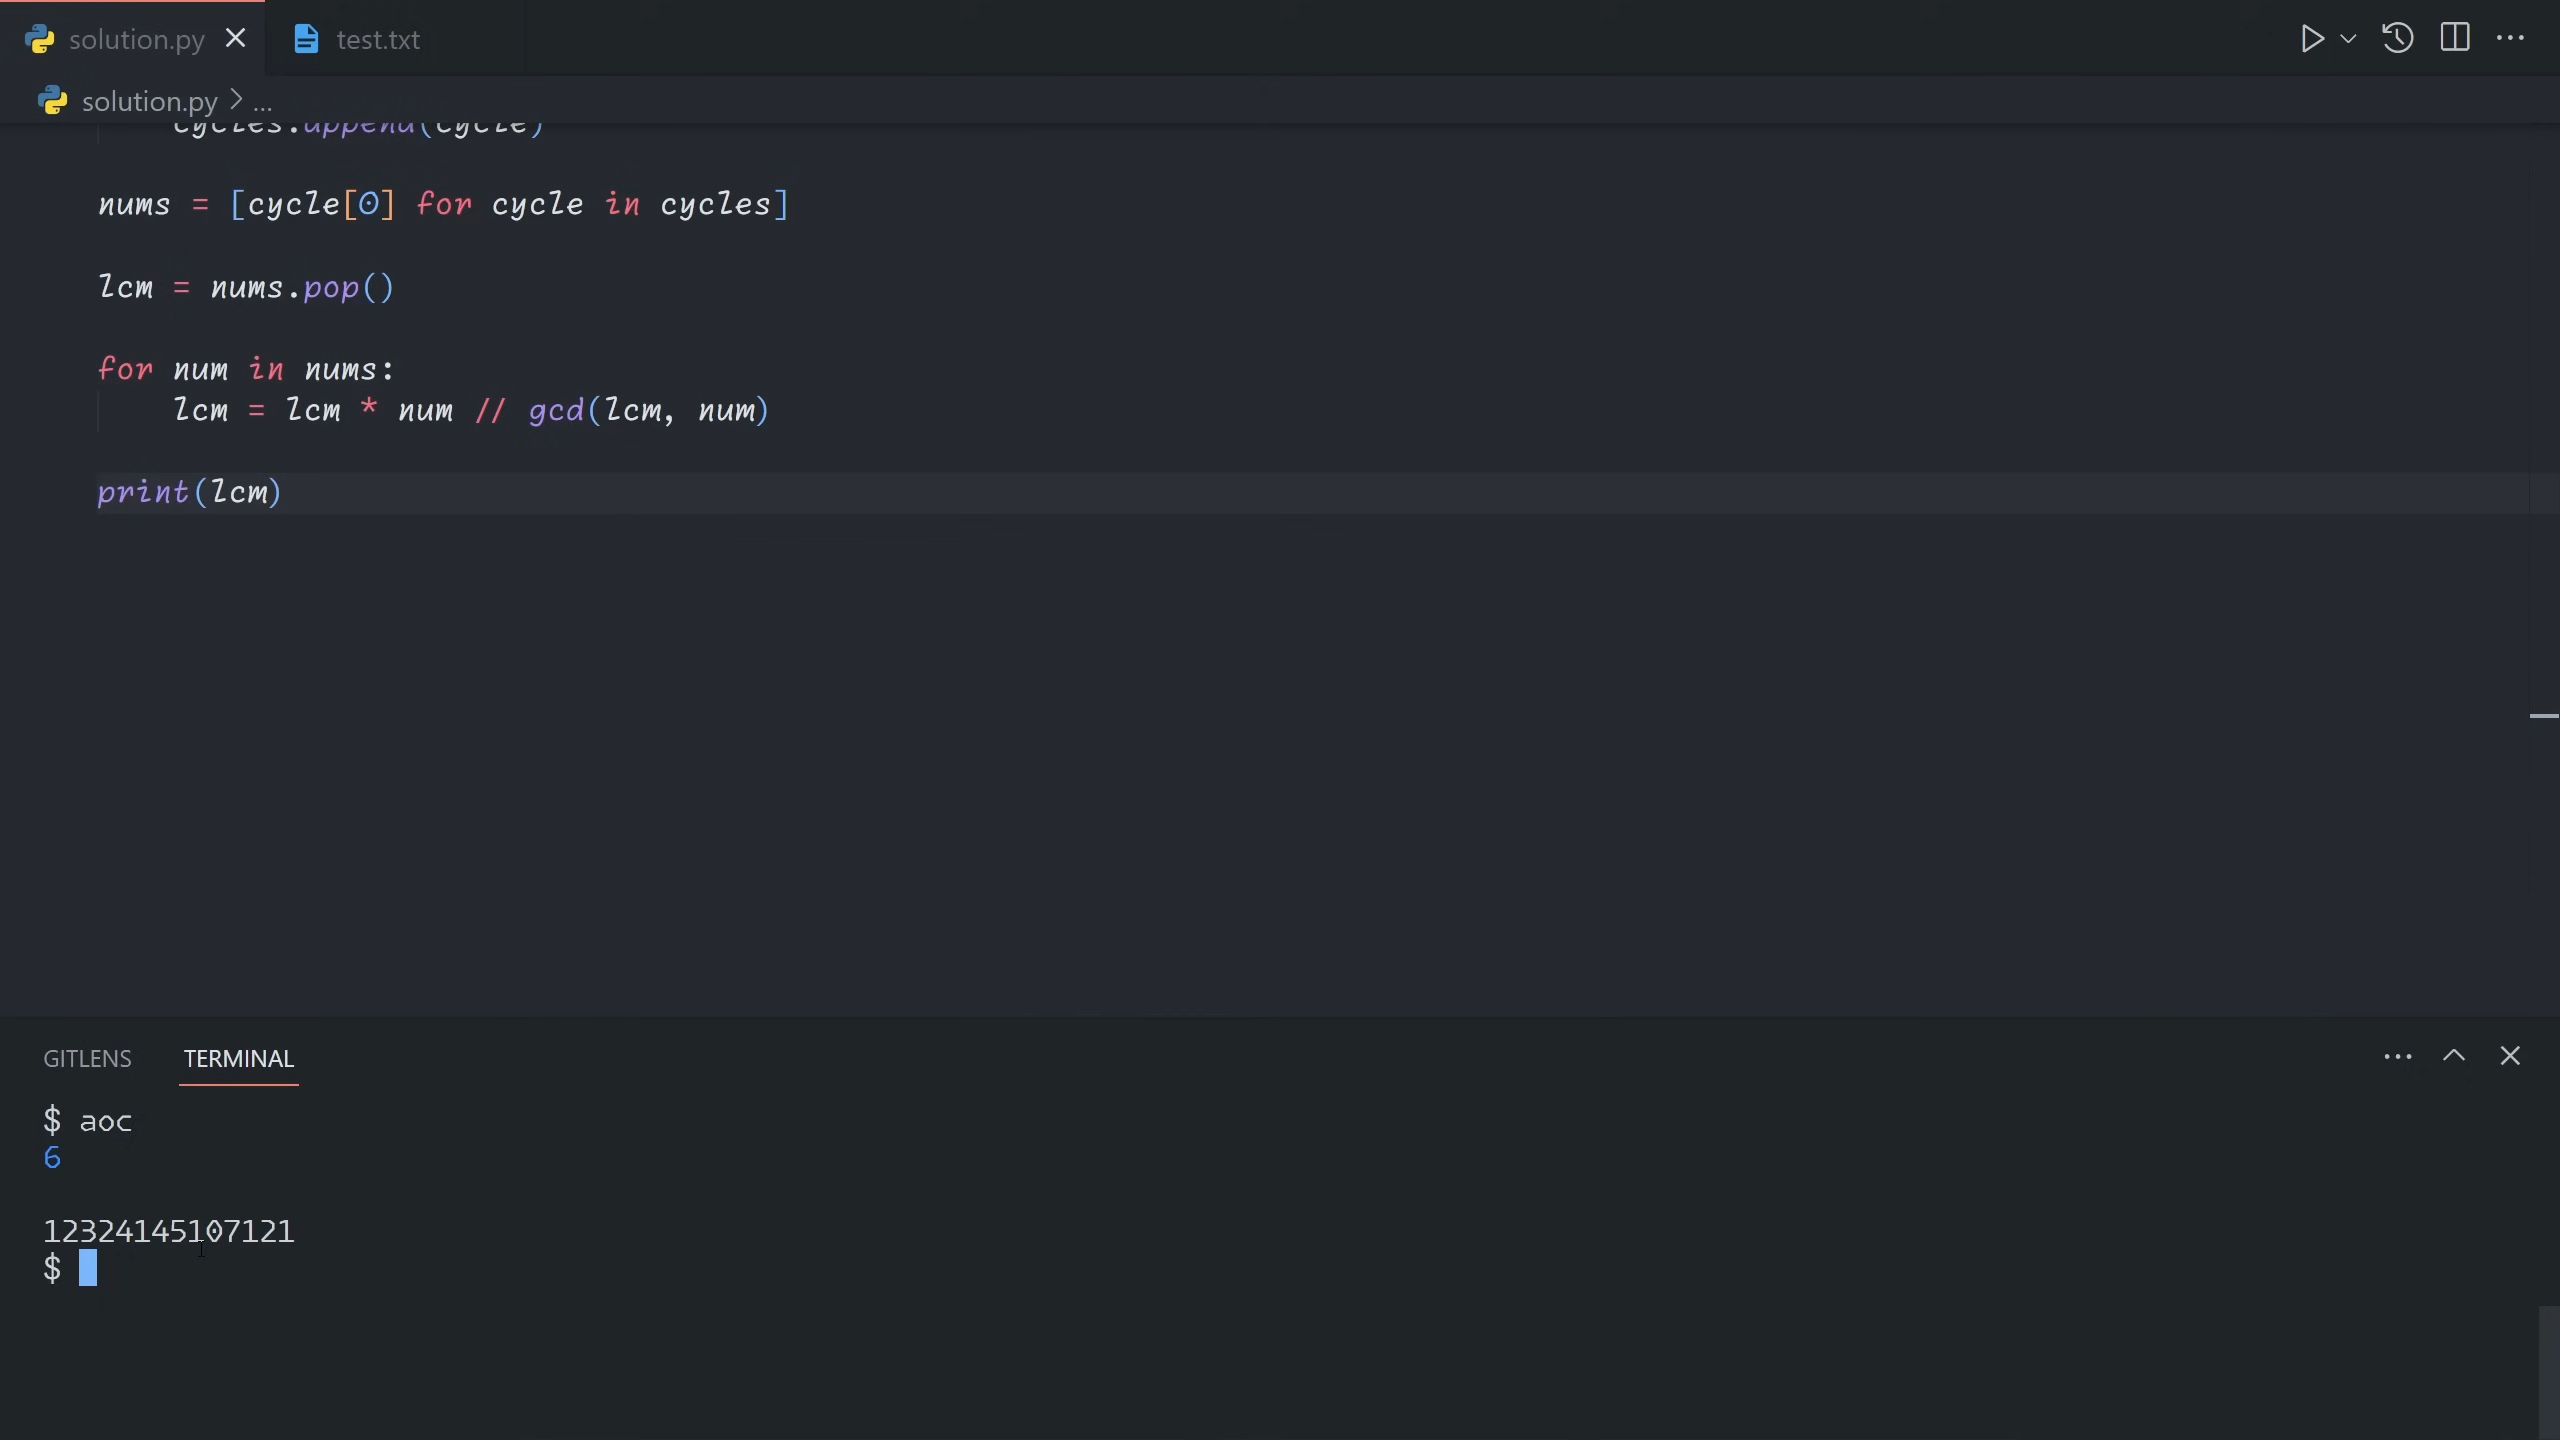 solution.py
test.txt
solution.py > ...
cycles.append(cycle)
nums = [cycle[0] for cycle in cycles]
lcm = nums.pop()
for num in nums:
lcm = lcm * num // gcd(lcm, num)
print(lcm)
GITLENS TERMINAL
$ aoc
6
12324145107121
$